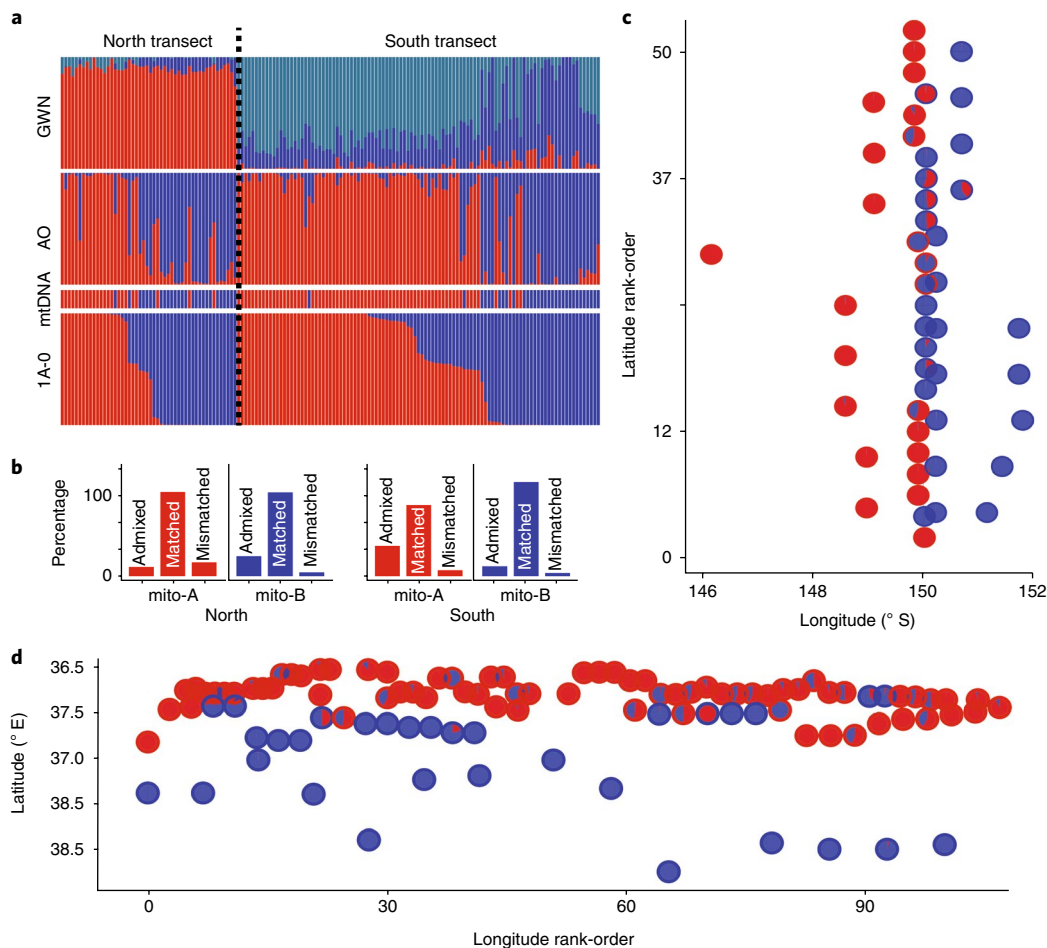 a
North transect
South transect
GWN
AO
mtDNA
1A-0
b
Percentage
100
0
Admixed
Matched
Mismatched
Admixed
Matched
Mismatched
Admixed
Matched
Mismatched
Admixed
Matched
Mismatched
mito-A
mito-B
mito-A
mito-B
North
South
c
Latitude rank-order
50
37
12
0
146
148
150
152
Longitude (° S)
d
Latitude (° E)
36.5
37.5
37.0
38.5
38.5
0
30
60
90
Longitude rank-order